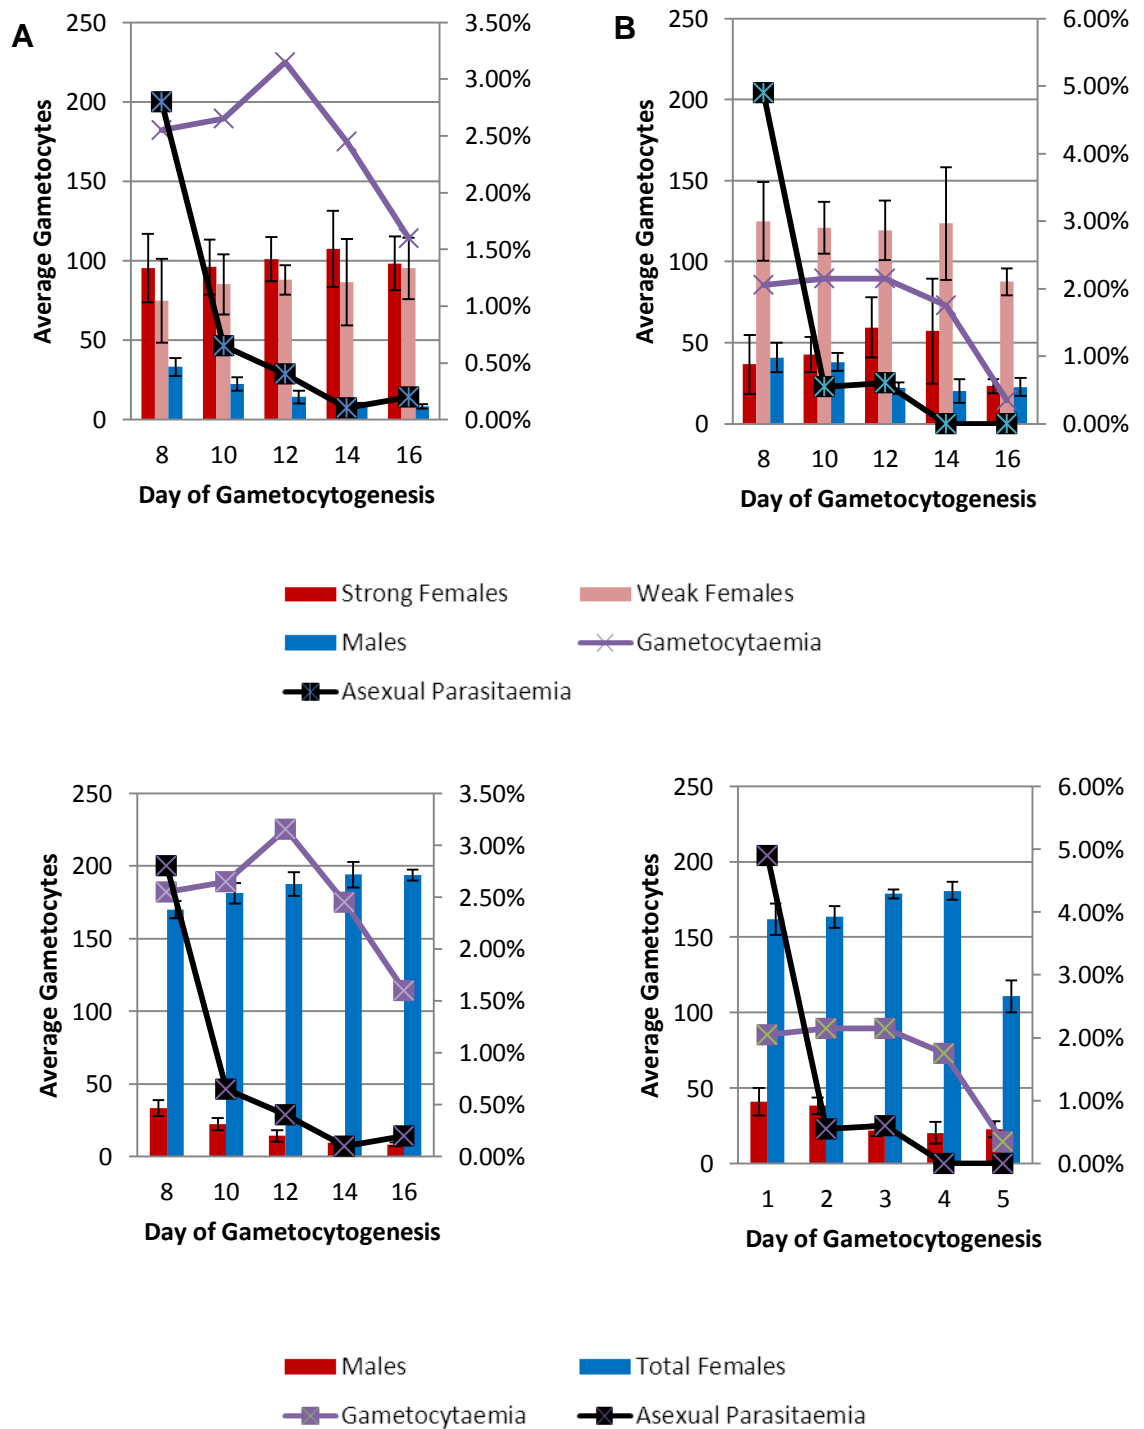 A
Average Gametocytes
250
200
150
100
50
0
3.50%
3.00%
2.50%
2.00%
1.50%
1.00%
0.50%
0.00%
8 10 12 14 16
Day of Gametocytogenesis
B
Average Gametocytes
250
200
150
100
50
0
6.00%
5.00%
4.00%
3.00%
2.00%
1.00%
0.00%
8 10 12 14 16
Day of Gametocytogenesis
Strong Females Weak Females
Males Gametocytaemia
Asexual Parasitaemia
Average Gametocytes
250
200
150
100
50
0
3.50%
3.00%
2.50%
2.00%
1.50%
1.00%
0.50%
0.00%
8 10 12 14 16
Day of Gametocytogenesis
Average Gametocytes
250
200
150
100
50
0
6.00%
5.00%
4.00%
3.00%
2.00%
1.00%
0.00%
1 2 3 4 5
Day of Gametocytogenesis
Males Total Females
Gametocytaemia Asexual Parasitaemia